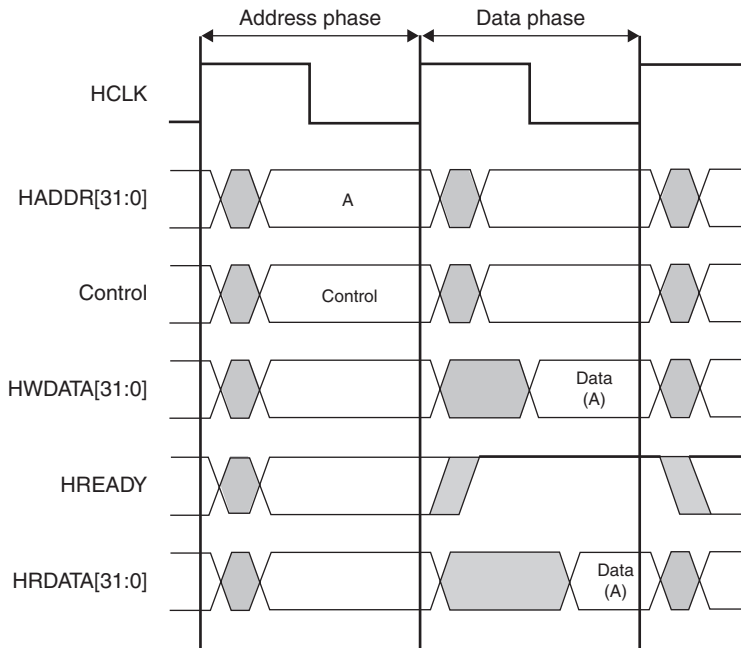 Address phase Data phase
HCLK
HADDR[31:0] A
Control Control
HWDATA[31:0] Data
(A)
HREADY
HRDATA[31:0] Data
(A)